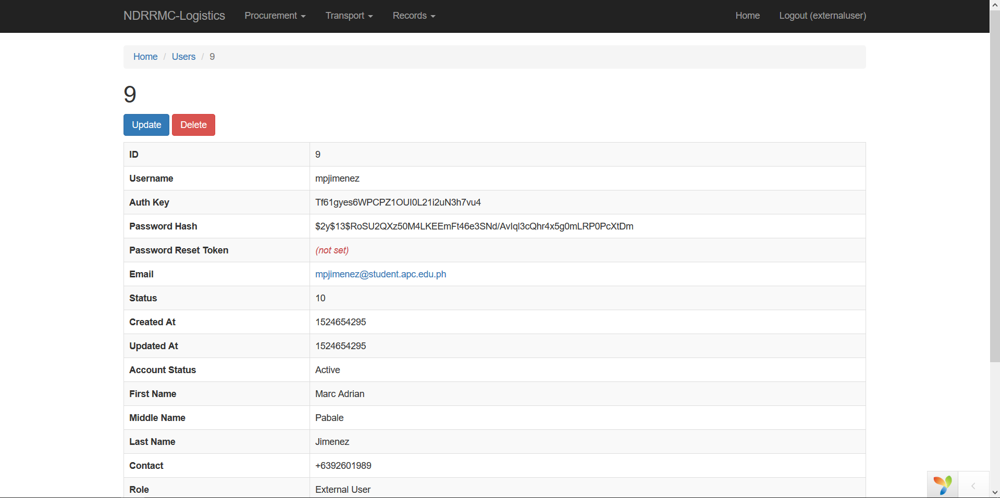 NDRRMC-Logistics Procurement Transport Records Home Logout (externaluser)
Home / Users / 9
9
Update Delete
ID 9
Username mpjimenez
Auth Key Tf61gyes6WPCPZ1OUI0L21i2uN3h7vu4
Password Hash $2y$13$RoSU2QXz50M4LKEEmFt46e3SNd/AvIql3cQhr4x5g0mLRP0PcXtDm
Password Reset Token (not set)
Email mpjimenez@student.apc.edu.ph
Status 10
Created At 1524654295
Updated At 1524654295
Account Status Active
First Name Marc Adrian
Middle Name Pabale
Last Name Jimenez
Contact +6392601989
Role External User